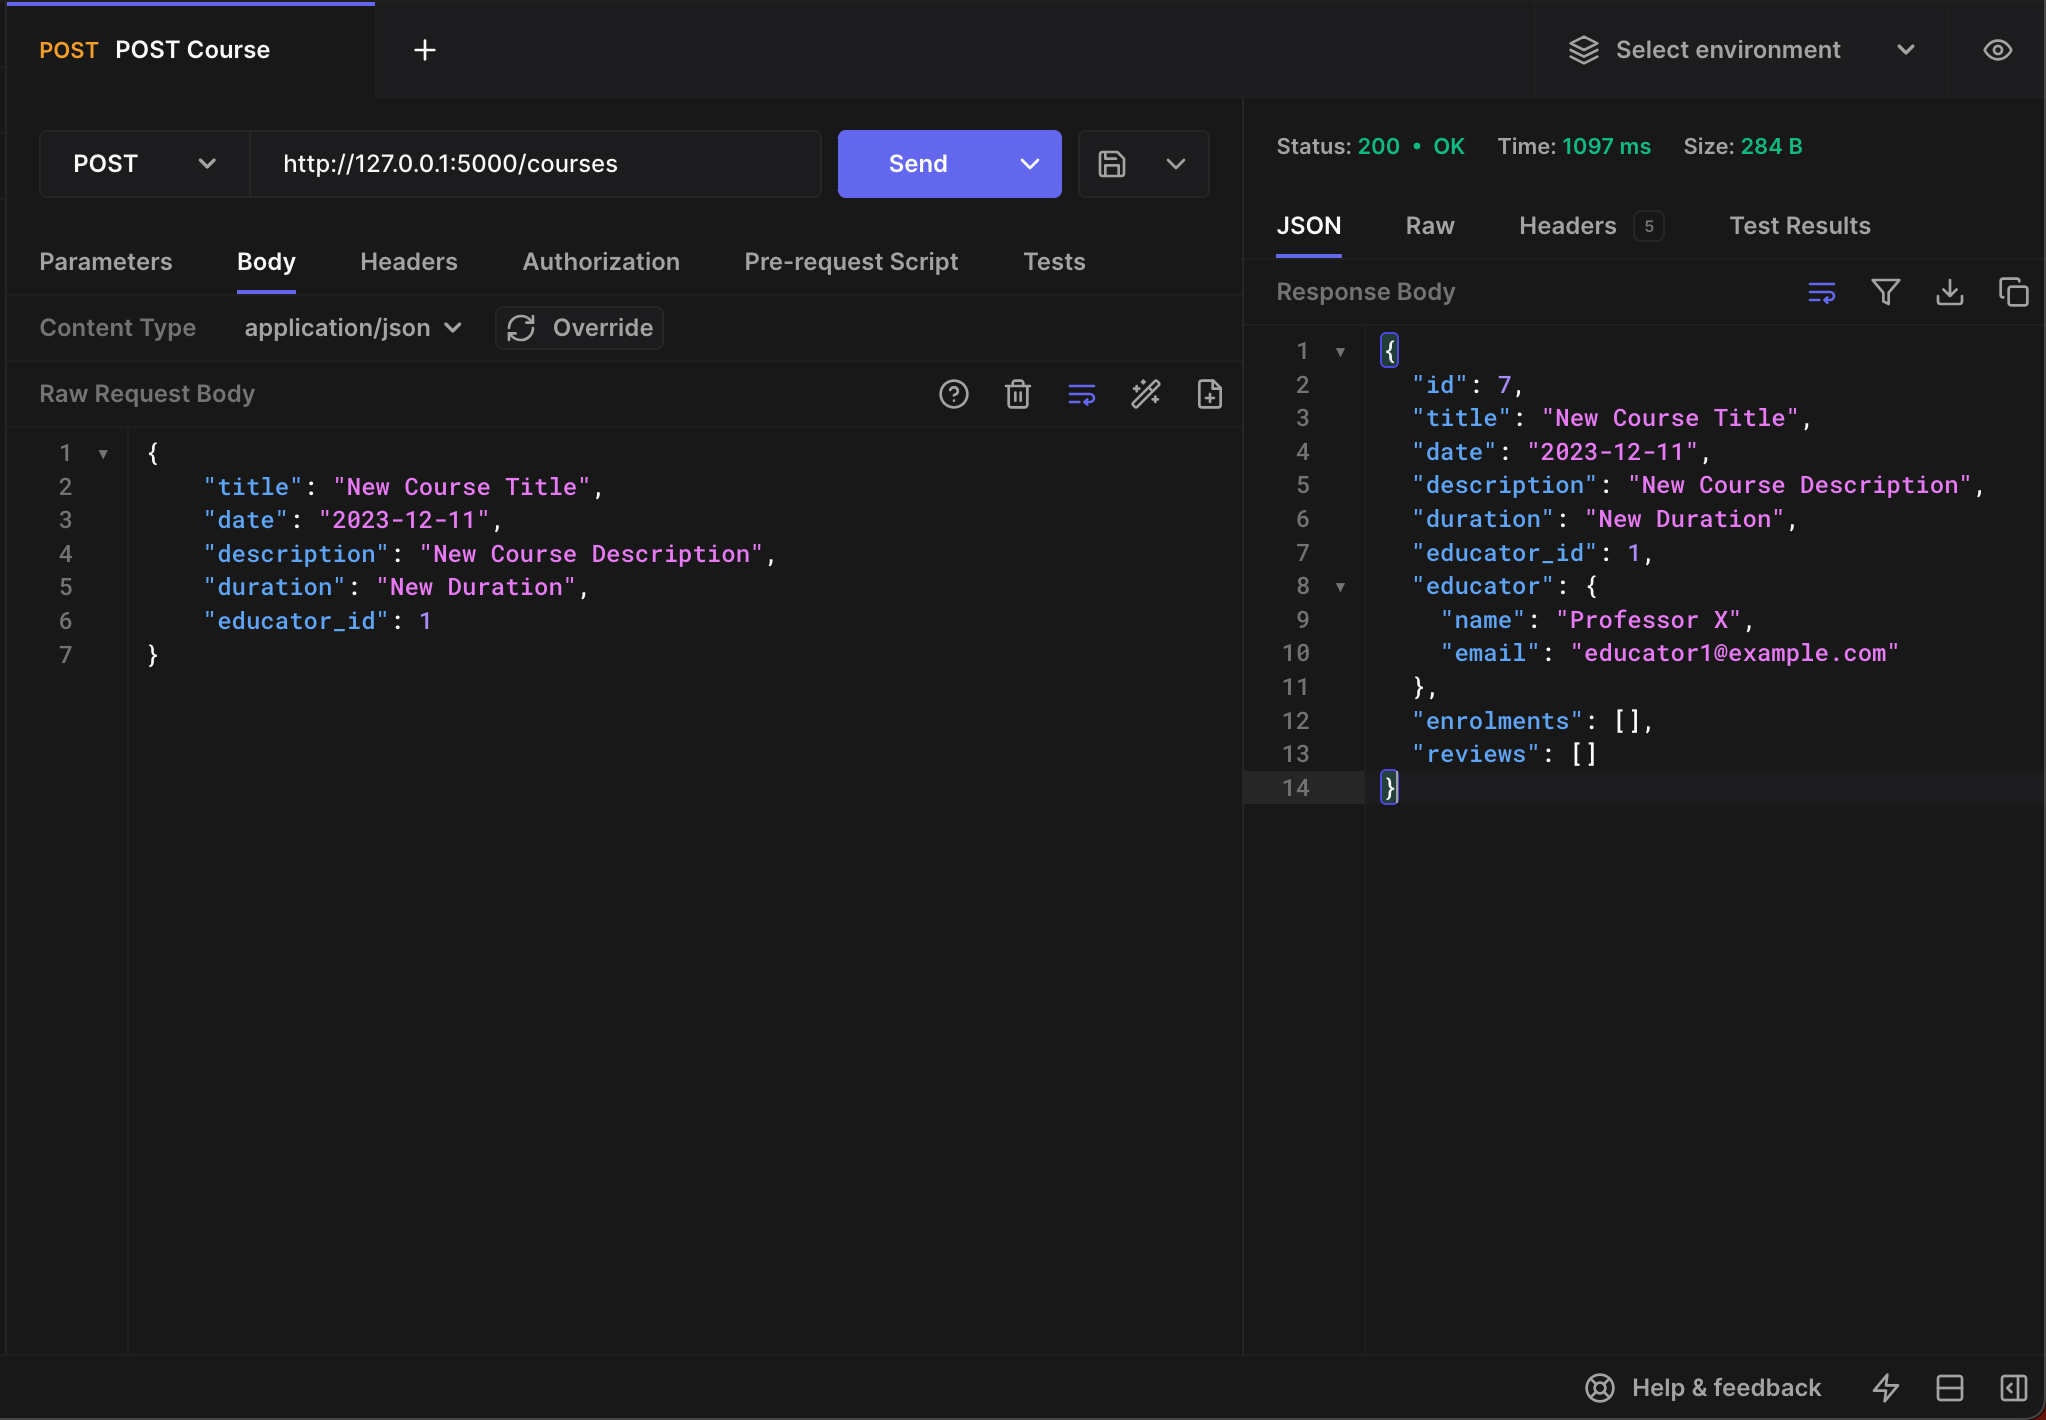 POST POST Course
Select environment
POST http://127.0.0.1:5000/courses Send
Parameters Body Headers Authorization Pre-request Script Tests
Content Type application/json Override
Raw Request Body
1 {
2 "title": "New Course Title",
3 "date": "2023-12-11",
4 "description": "New Course Description",
5 "duration": "New Duration",
6 "educator_id": 1
7 }
Status: 200 • OK Time: 1097 ms Size: 284 B
JSON Raw Headers 5 Test Results
Response Body
1 {
2 "id": 7,
3 "title": "New Course Title",
4 "date": "2023-12-11",
5 "description": "New Course Description",
6 "duration": "New Duration",
7 "educator_id": 1,
8 "educator": {
9 "name": "Professor X",
10 "email": "educator1@example.com"
11 },
12 "enrolments": [],
13 "reviews": []
14 }
Help & feedback